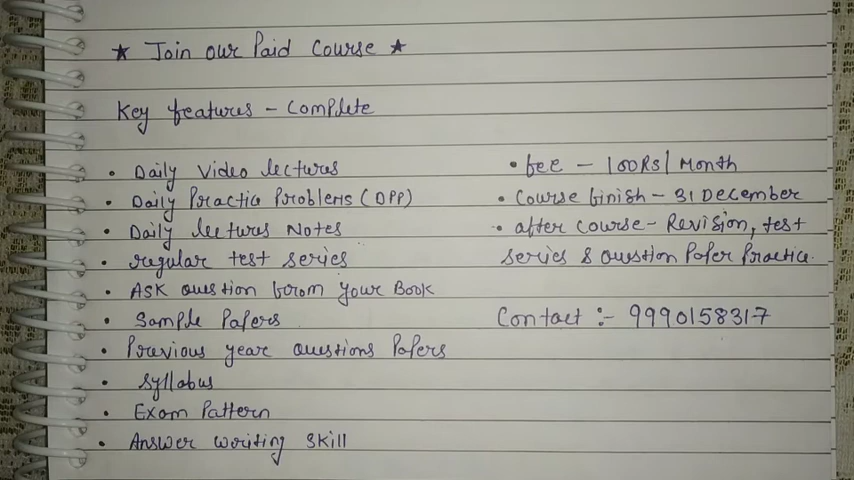 ★ Join our Paid Course ★
Key features - Complete
• Daily Video lectures
• Daily Practice Problems (DPP)
• Daily lectures Notes
• regular test series
• ASK question from your Book
• Sample Papers
• Previous year questions Papers
• syllabus
• Exam Pattern
• Answer writing skill
• fee - 100Rs/Month
• Course finish - 31 December
• after course - Revision, test
series & question Paper Practice.
Contact :- 9990158317